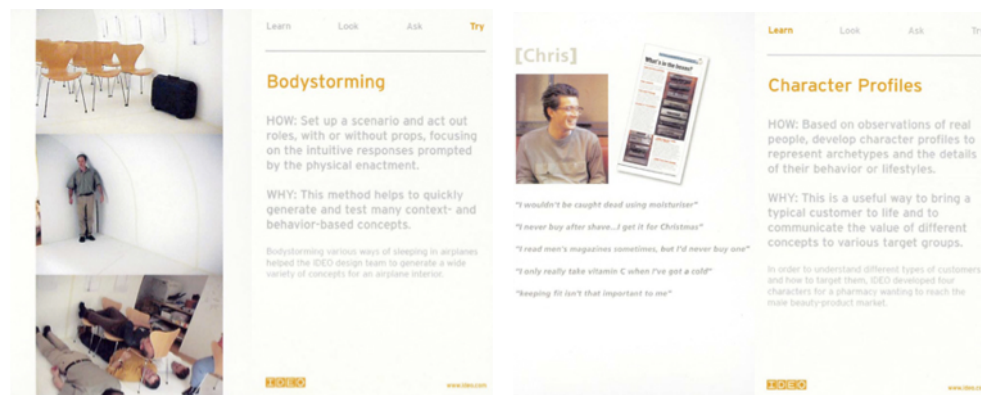 Learn Look Ask Try
Bodystorming
HOW: Set up a scenario and act out
roles, with or without props, focusing
on the intuitive responses prompted
by the physical enactment.
WHY: This method helps to quickly
generate and test many context- and
behavior-based concepts.
Bodystorming various ways of sleeping in airplanes
helped the IDEO design team to generate a wide
variety of concepts for an airplane interior.
IDEO
www.ideo.com
[Chris]
What's in the boxes?
"I wouldn't be caught dead using moisturiser"
"I never buy after shave...I get it for Christmas"
"I read men's magazines sometimes, but I'd never buy one"
"I only really take vitamin C when I've got a cold"
"keeping fit isn't that important to me"
Learn Look Ask Tr
Character Profiles
HOW: Based on observations of real
people, develop character profiles to
represent archetypes and the details
of their behavior or lifestyles.
WHY: This is a useful way to bring a
typical customer to life and to
communicate the value of different
concepts to various target groups.
In order to understand different types of customers
and how to target them, IDEO developed four
characters for a pharmacy wanting to reach the
male beauty-product market.
IDEO
www.ideo.co